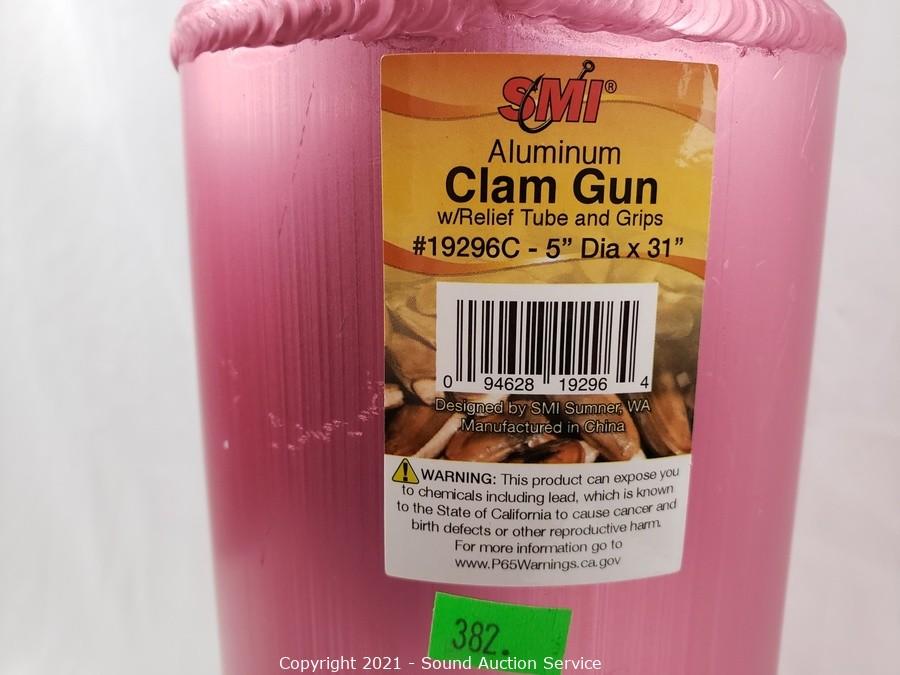 SMI®
Aluminum
Clam Gun
w/Relief Tube and Grips
#19296C - 5” Dia x 31”
0 94628 19296 4
Designed by SMI Sumner, WA
Manufactured in China
WARNING: This product can expose you
to chemicals including lead, which is known
to the State of California to cause cancer and
birth defects or other reproductive harm.
For more information go to
www.P65Warnings.ca.gov
382.
Copyright 2021 - Sound Auction Service